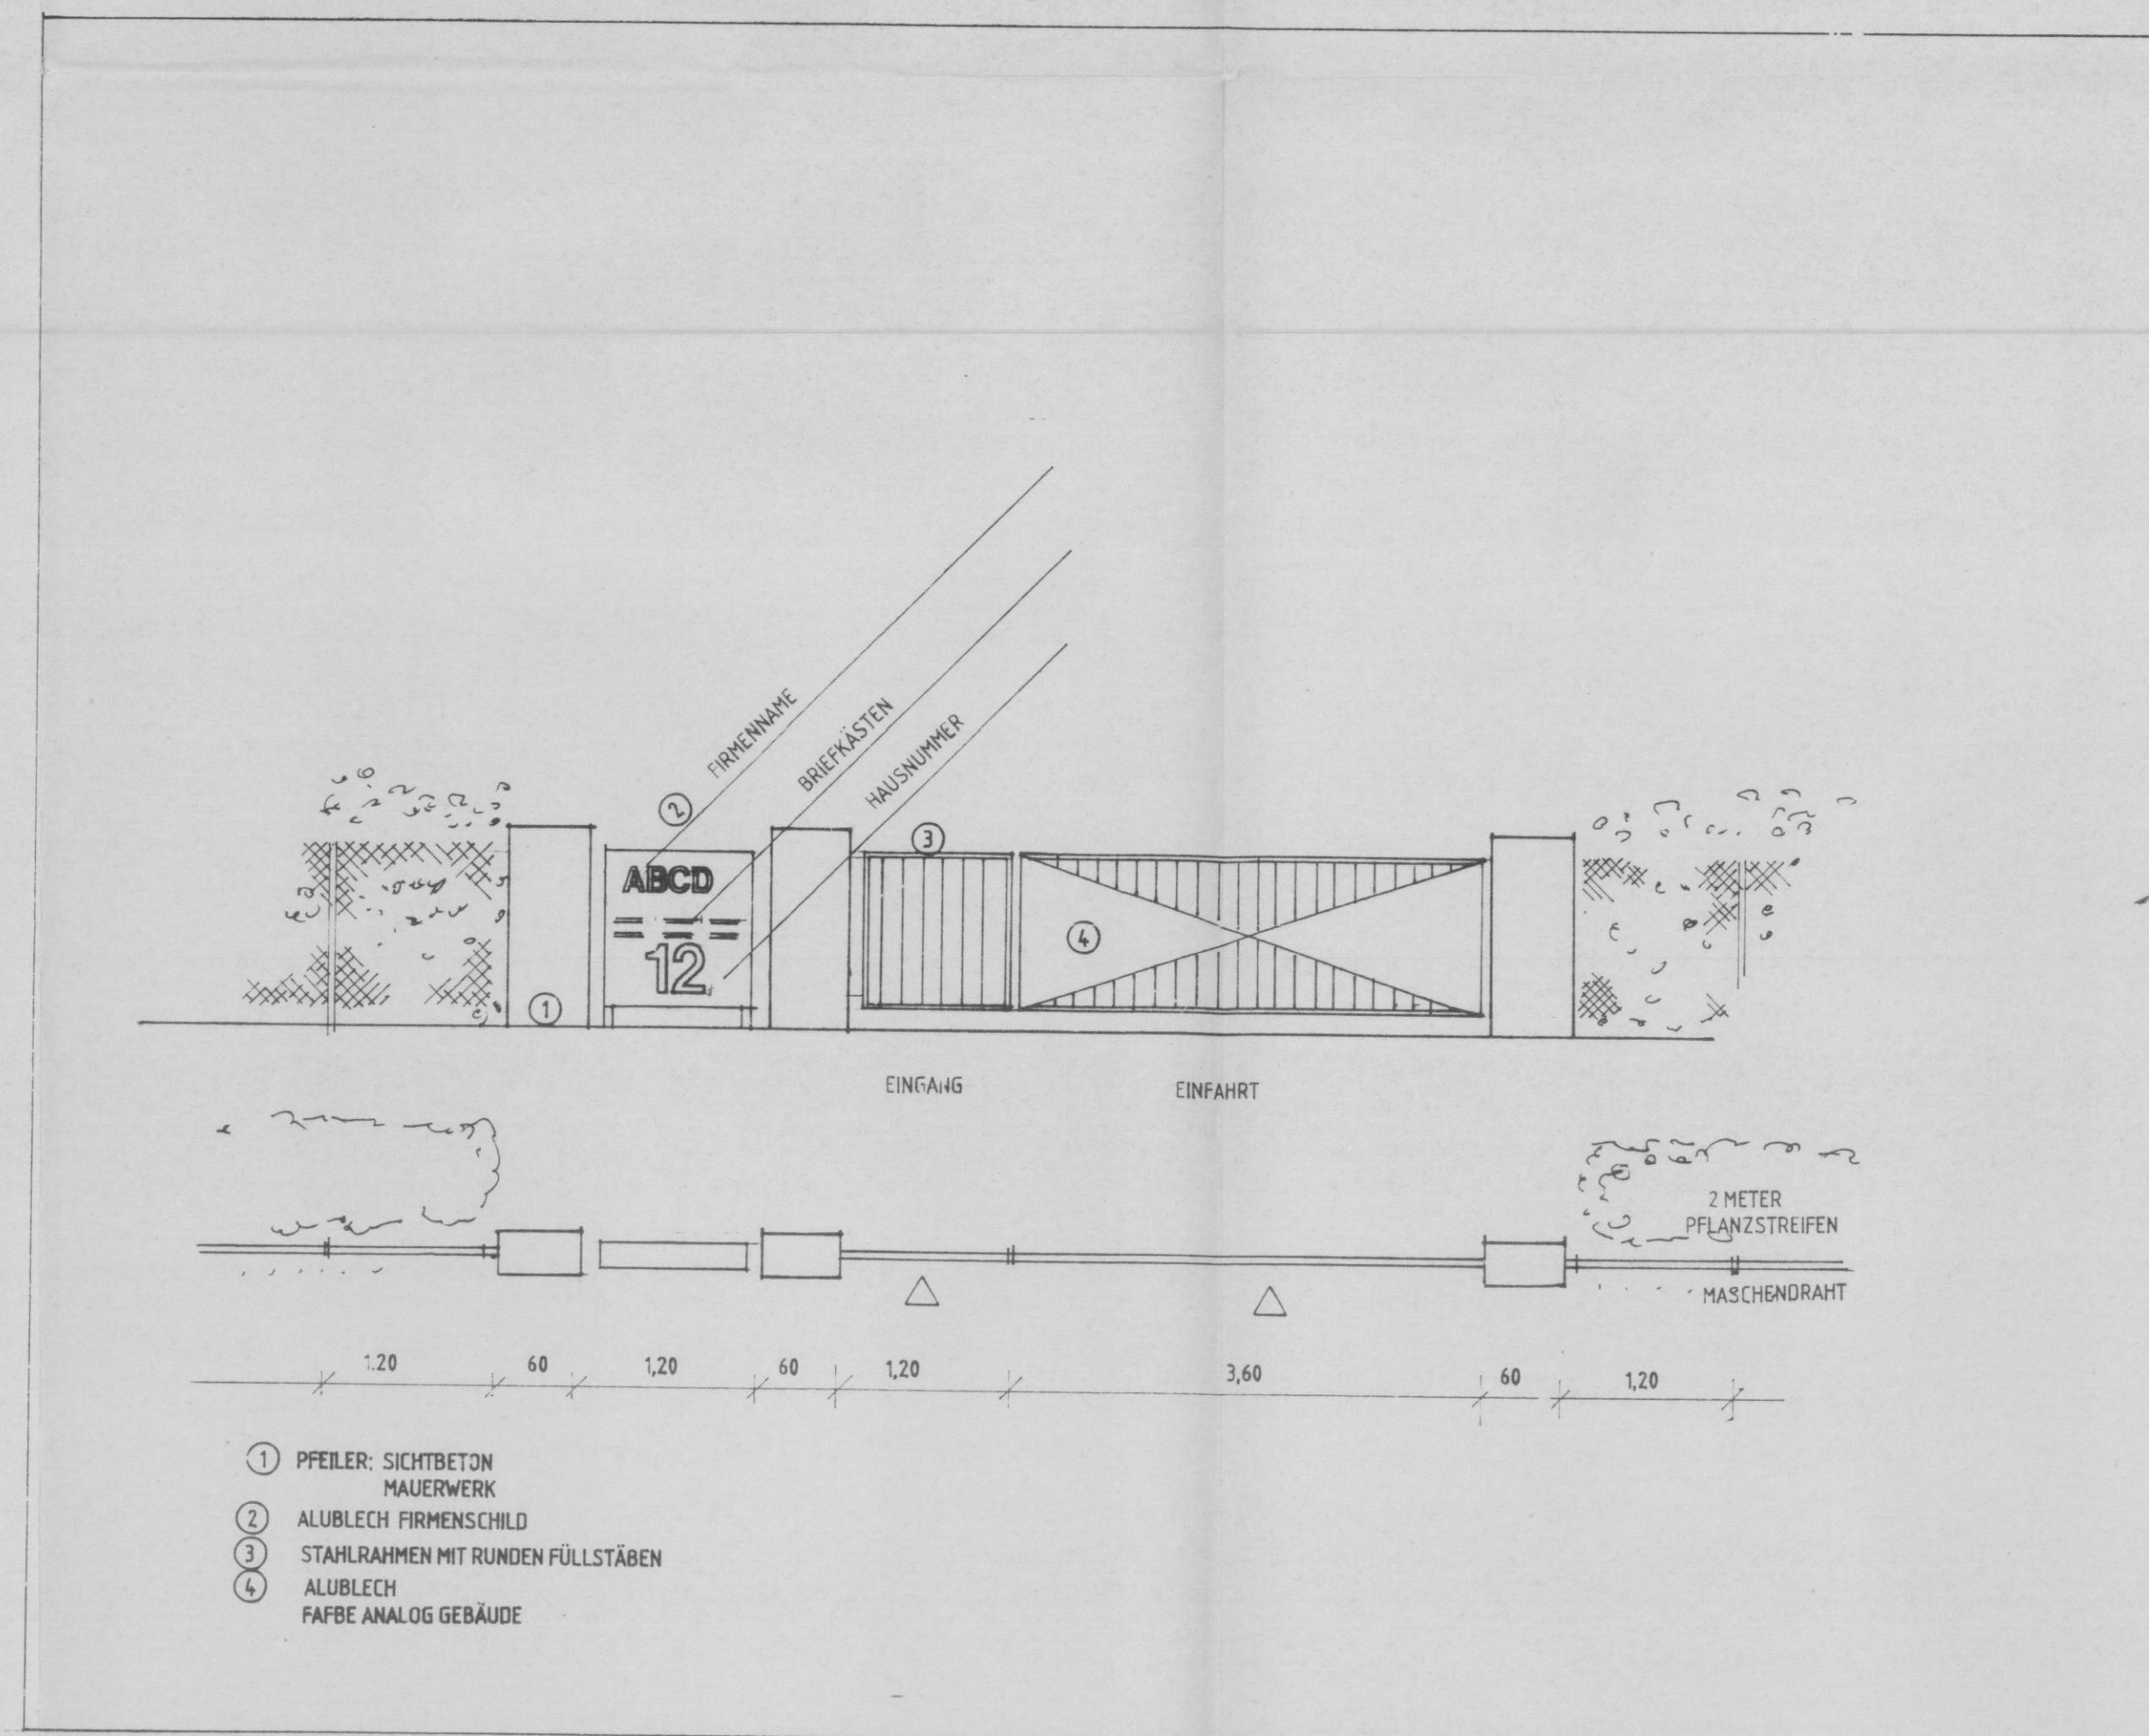 FIRMENNAME
BRIEFKÄSTEN
HAUSNUMMER
2
3
ABCD
12
4
1
EINGANG
EINFAHRT
2 METER
PFLANZSTREIFEN
MASCHENDRAHT
1.20 60 1,20 60 1,20 3,60 60 1,20
1 PFEILER: SICHTBETON
MAUERWERK
2 ALUBLECH FIRMENSCHILD
3 STAHLRAHMEN MIT RUNDEN FÜLLSTÄBEN
4 ALUBLECH
FAFBE ANALOG GEBÄUDE